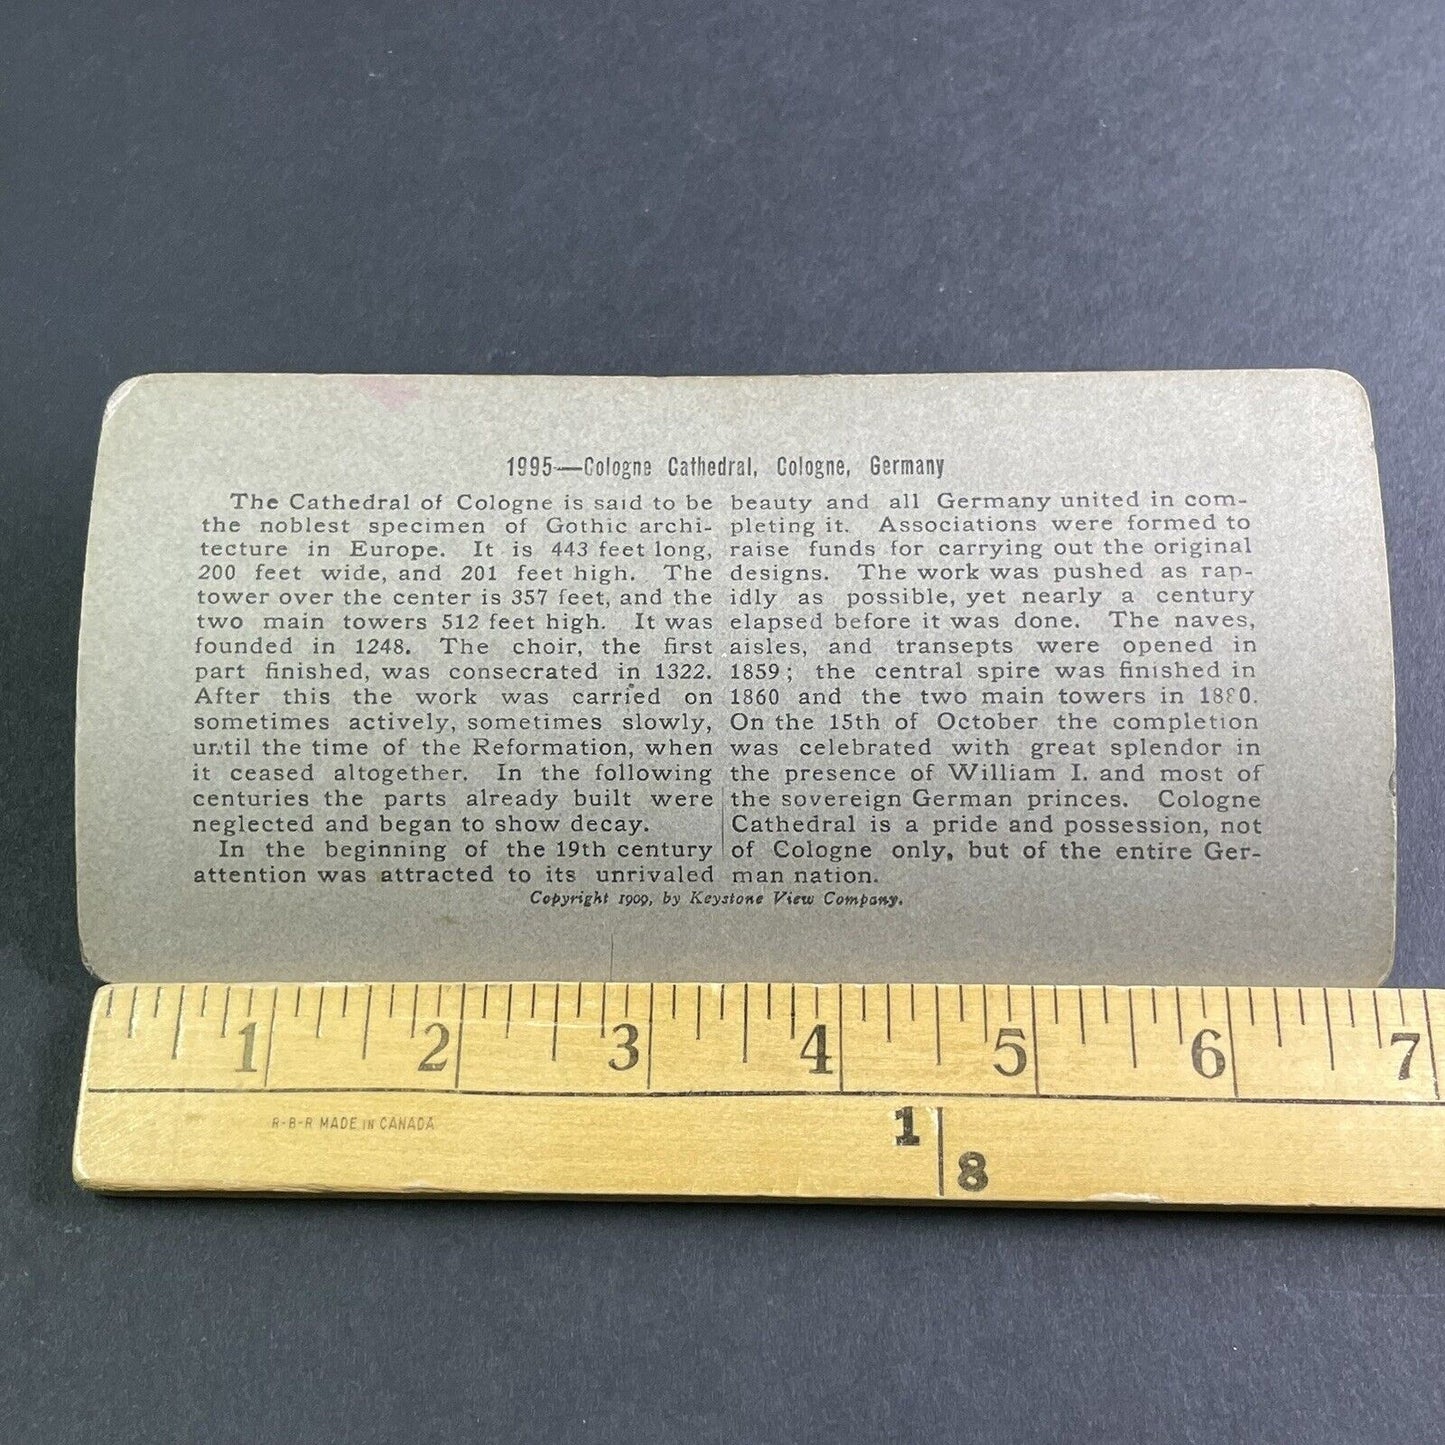 1995—Cologne Cathedral, Cologne, Germany
The Cathedral of Cologne is said to be
the noblest specimen of Gothic archi-
tecture in Europe. It is 443 feet long,
200 feet wide, and 201 feet high. The
tower over the center is 357 feet, and the
two main towers 512 feet high. It was
founded in 1248. The choir, the first
part finished, was consecrated in 1322.
After this the work was carried on
sometimes actively, sometimes slowly,
until the time of the Reformation, when
it ceased altogether. In the following
centuries the parts already built were
neglected and began to show decay.
In the beginning of the 19th century
attention was attracted to its unrivaled
beauty and all Germany united in com-
pleting it. Associations were formed to
raise funds for carrying out the original
designs. The work was pushed as rap-
idly as possible, yet nearly a century
elapsed before it was done. The naves,
aisles, and transepts were opened in
1859; the central spire was finished in
1860 and the two main towers in 1880.
On the 15th of October the completion
was celebrated with great splendor in
the presence of William I. and most of
the sovereign German princes. Cologne
Cathedral is a pride and possession, not
of Cologne only, but of the entire Ger-
man nation.
Copyright 1909, by Keystone View Company.
1 2 3 4 5 6 7
R-B-R MADE IN CANADA
1 8